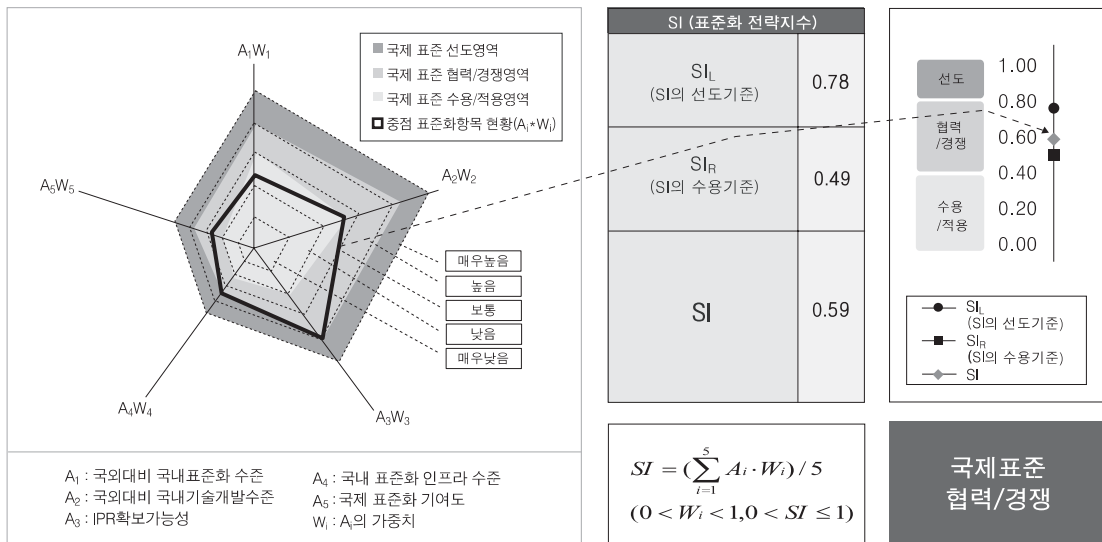 A₁W₁
A₂W₂
A₃W₃
A₄W₄
A₅W₅
국제 표준 선도영역
국제 표준 협력/경쟁영역
국제 표준 수용/적용영역
중점 표준화항목 현황(Aᵢ*Wᵢ)
매우높음
높음
보통
낮음
매우낮음
A₁ : 국외대비 국내표준화 수준
A₂ : 국외대비 국내기술개발수준
A₃ : IPR확보가능성
A₄ : 국내 표준화 인프라 수준
A₅ : 국제 표준화 기여도
Wᵢ : Aᵢ의 가중치
SI (표준화 전략지수)
SI_L
(SI의 선도기준)
0.78
SI_R
(SI의 수용기준)
0.49
SI
0.59
SI = (∑_{i=1}^{5} Aᵢ · Wᵢ) / 5
(0 < Wᵢ < 1, 0 < SI ≤ 1)
선도
협력
/경쟁
수용
/적용
1.00
0.80
0.60
0.40
0.20
0.00
SI_L
(SI의 선도기준)
SI_R
(SI의 수용기준)
SI
국제표준
협력/경쟁